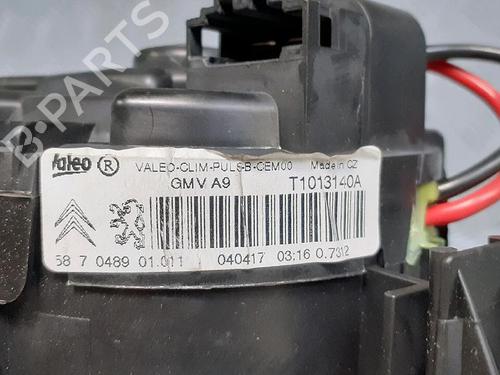 Valeo ® VALEO-CLIM-PULS-B-CEM00 Made in CZ
GMV A9 T1013140A
58 7 0489 01.011 040417 03:16 0.7312
B-PARTS